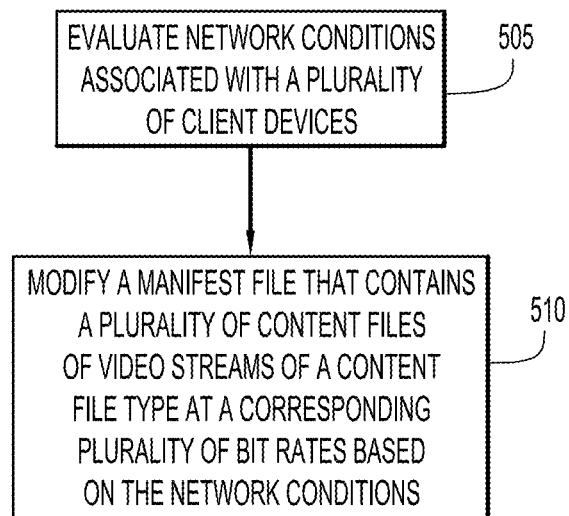 EVALUATE NETWORK CONDITIONS
ASSOCIATED WITH A PLURALITY
OF CLIENT DEVICES
505
MODIFY A MANIFEST FILE THAT CONTAINS
A PLURALITY OF CONTENT FILES
OF VIDEO STREAMS OF A CONTENT
FILE TYPE AT A CORRESPONDING
PLURALITY OF BIT RATES BASED
ON THE NETWORK CONDITIONS
510